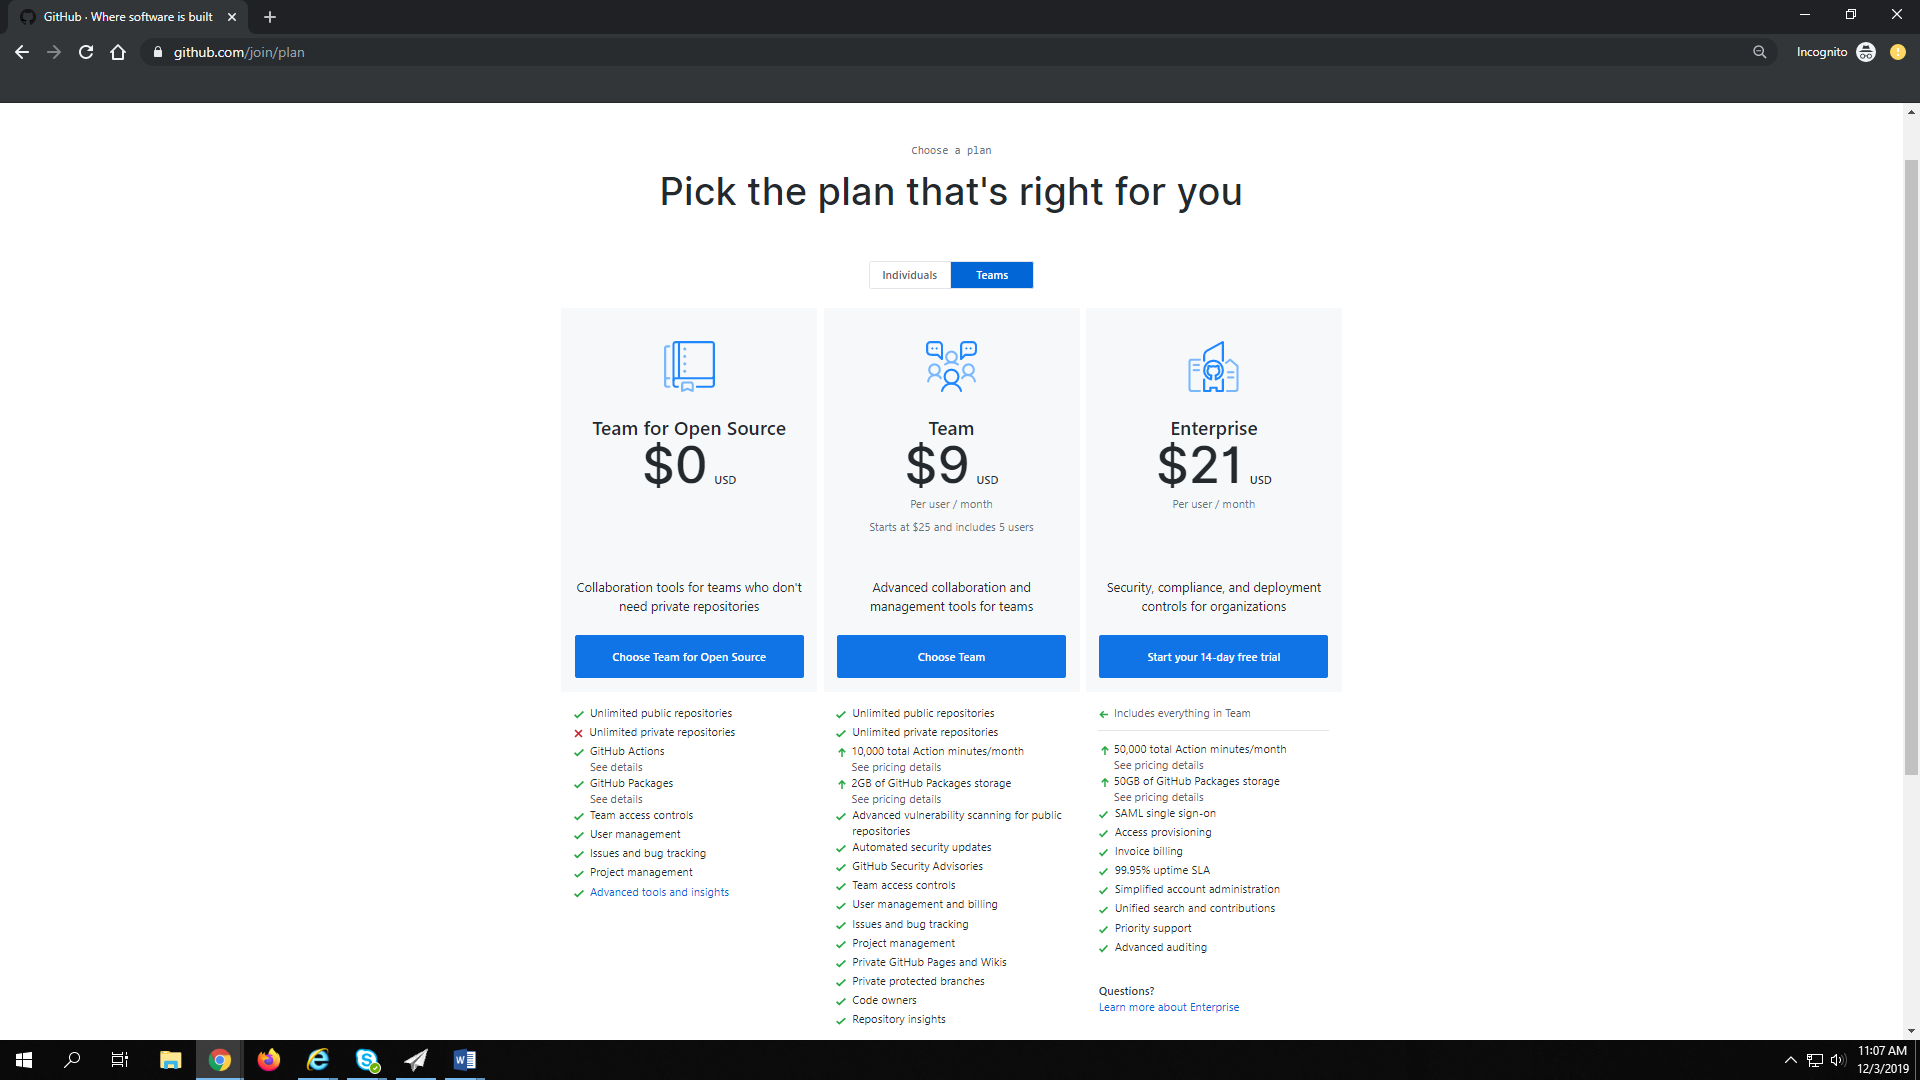 GitHub · Where software is built
github.com/join/plan
Incognito
Choose a plan
Pick the plan that's right for you
Individuals
Teams
Team for Open Source
$0 USD
Collaboration tools for teams who don't
need private repositories
Choose Team for Open Source
Unlimited public repositories
Unlimited private repositories
GitHub Actions
See details
GitHub Packages
See details
Team access controls
User management
Issues and bug tracking
Project management
Advanced tools and insights
Team
$9 USD
Per user / month
Starts at $25 and includes 5 users
Advanced collaboration and
management tools for teams
Choose Team
Unlimited public repositories
Unlimited private repositories
10,000 total Action minutes/month
See pricing details
2GB of GitHub Packages storage
See pricing details
Advanced vulnerability scanning for public
repositories
Automated security updates
GitHub Security Advisories
Team access controls
User management and billing
Issues and bug tracking
Project management
Private GitHub Pages and Wikis
Private protected branches
Code owners
Repository insights
Enterprise
$21 USD
Per user / month
Security, compliance, and deployment
controls for organizations
Start your 14-day free trial
Includes everything in Team
50,000 total Action minutes/month
See pricing details
50GB of GitHub Packages storage
See pricing details
SAML single sign-on
Access provisioning
Invoice billing
99.95% uptime SLA
Simplified account administration
Unified search and contributions
Priority support
Advanced auditing
Questions?
Learn more about Enterprise
11:07 AM
12/3/2019